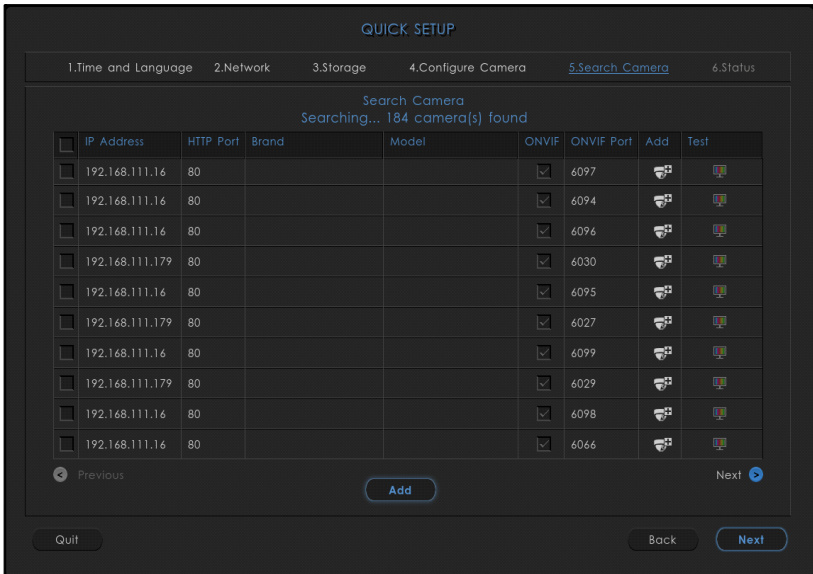 QUICK SETUP
1.Time and Language 2.Network 3.Storage 4.Configure Camera 5.Search Camera 6.Status
Search Camera
Searching... 184 camera(s) found
IP Address HTTP Port Brand Model ONVIF ONVIF Port Add Test
192.168.111.16 80 6097
192.168.111.16 80 6094
192.168.111.16 80 6096
192.168.111.179 80 6030
192.168.111.16 80 6095
192.168.111.179 80 6027
192.168.111.16 80 6099
192.168.111.179 80 6029
192.168.111.16 80 6098
192.168.111.16 80 6066
Previous Next
Add
Quit Back Next